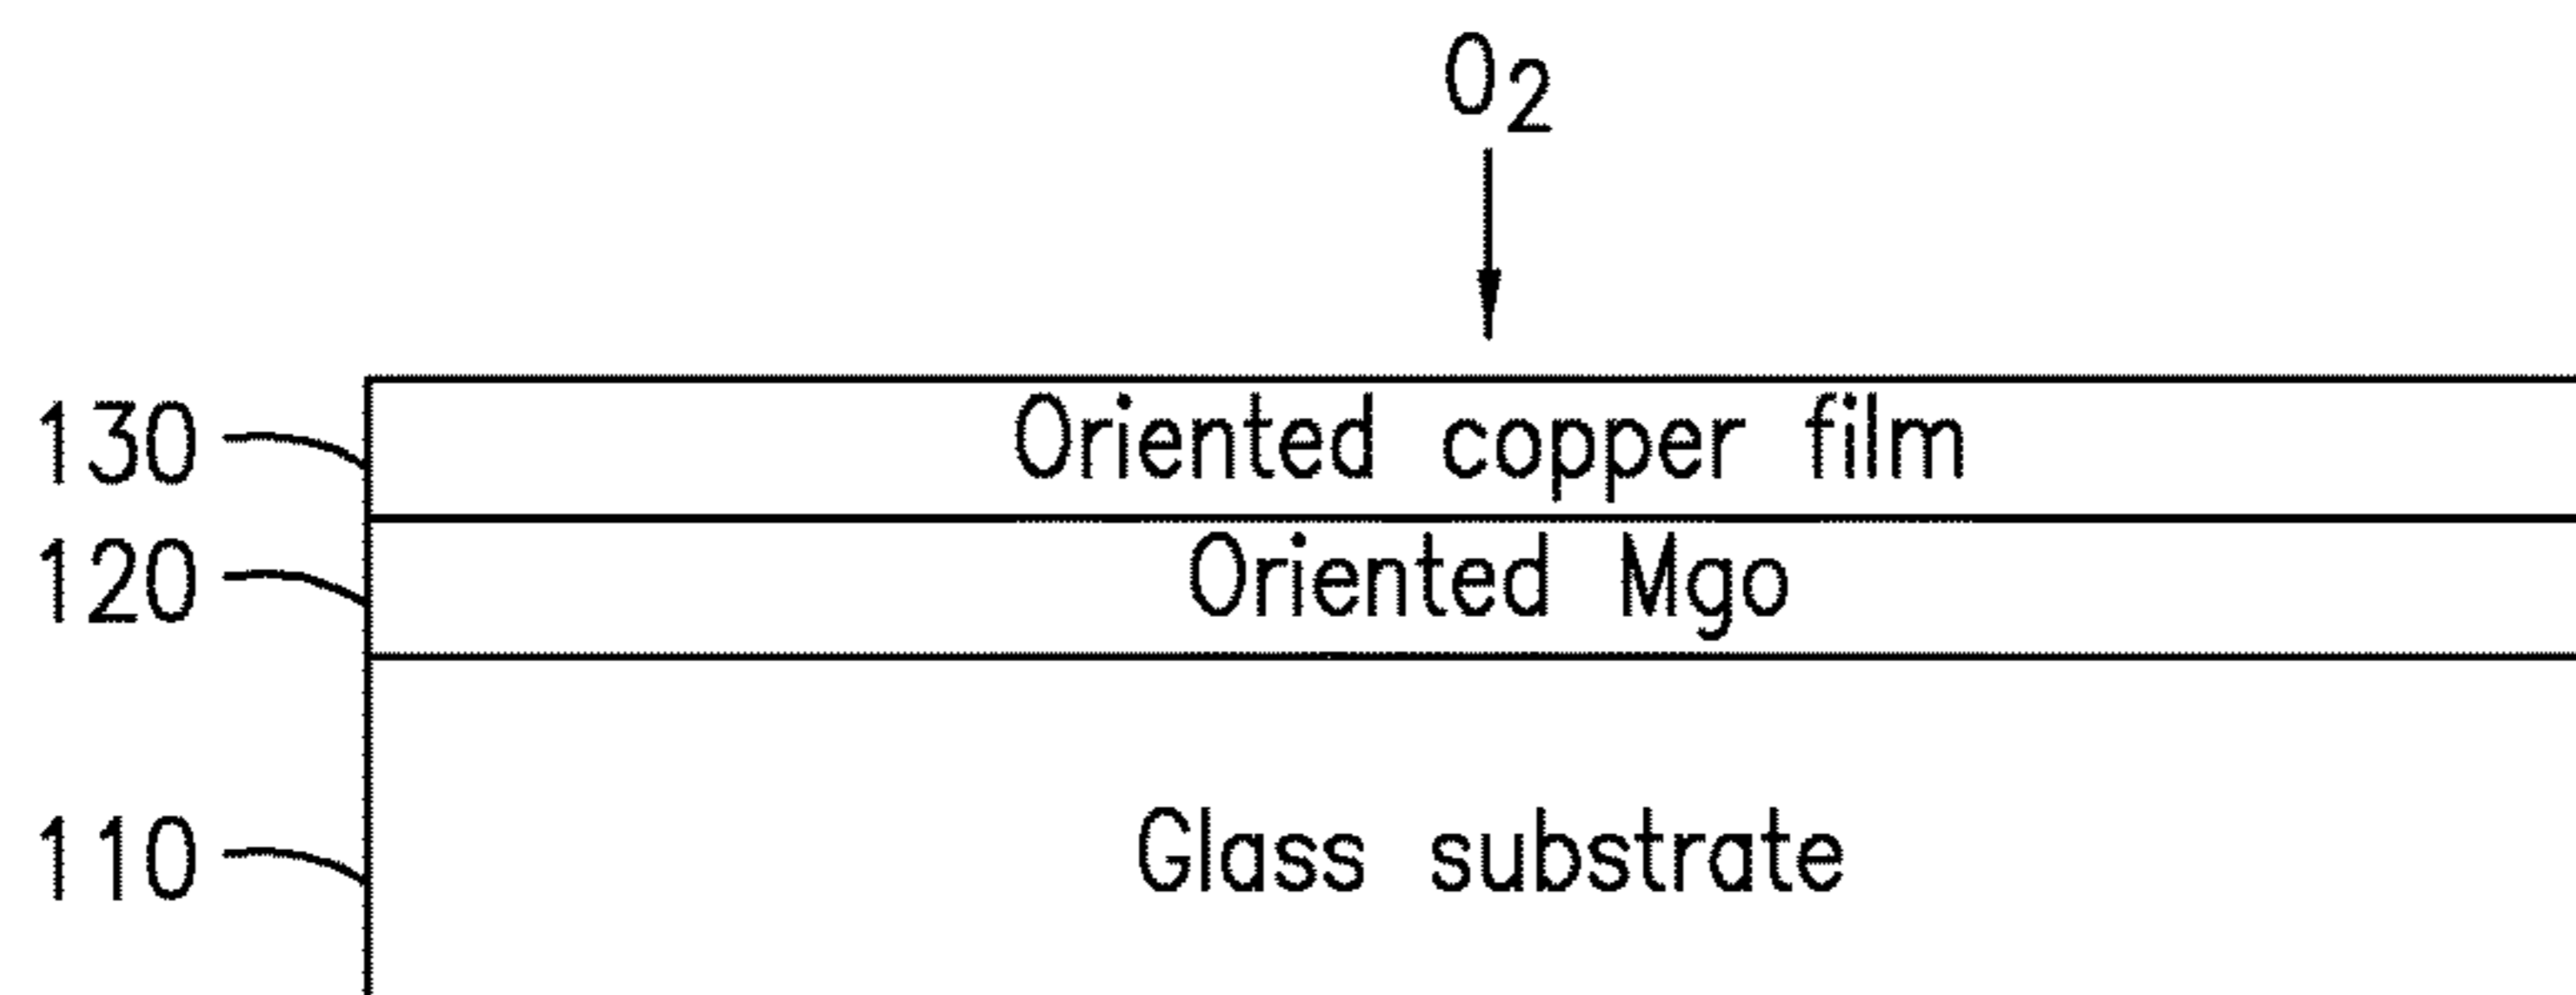 O2
130 Oriented copper film
120 Oriented Mgo
110 Glass substrate